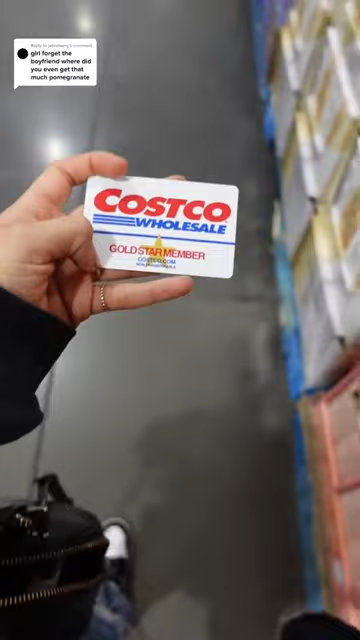 girl forget the
boyfriend where did
you even get that
much pomegranate
COSTCO
WHOLESALE
GOLD STAR MEMBER
COSTCO.COM